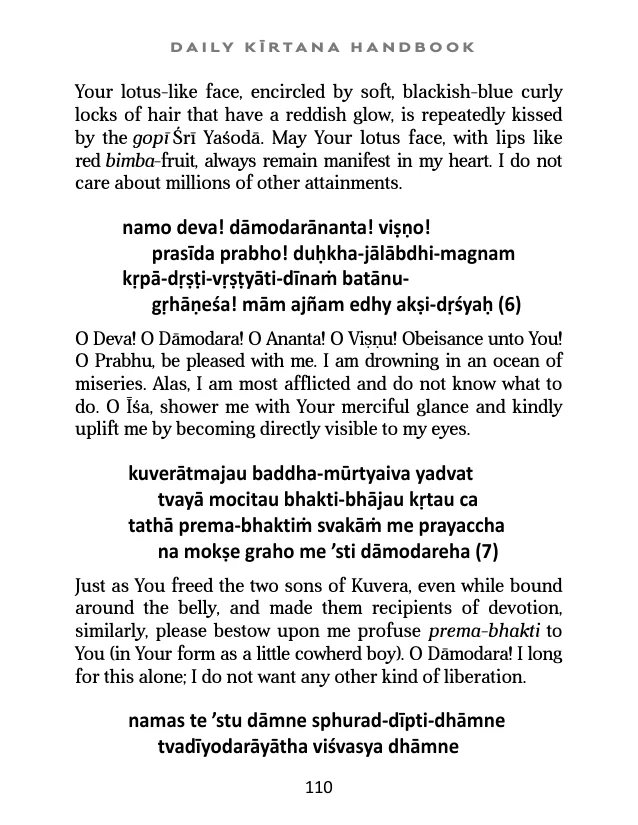 DAILY KĪRTANA HANDBOOK
Your lotus-like face, encircled by soft, blackish-blue curly
locks of hair that have a reddish glow, is repeatedly kissed
by the gopī Śrī Yaśodā. May Your lotus face, with lips like
red bimba-fruit, always remain manifest in my heart. I do not
care about millions of other attainments.
namo deva! dāmodarānanta! viṣṇo!
prasīda prabho! duḥkha-jālābdhi-magnam
kṛpā-dṛṣṭi-vṛṣṭyāti-dīnaṁ batānu-
gṛhāṇeśa! mām ajñam edhy akṣi-dṛśyaḥ (6)
O Deva! O Dāmodara! O Ananta! O Viṣṇu! Obeisance unto You!
O Prabhu, be pleased with me. I am drowning in an ocean of
miseries. Alas, I am most afflicted and do not know what to
do. O Īśa, shower me with Your merciful glance and kindly
uplift me by becoming directly visible to my eyes.
kuverātmajau baddha-mūrtyaiva yadvat
tvayā mocitau bhakti-bhājau kṛtau ca
tathā prema-bhaktiṁ svakāṁ me prayaccha
na mokṣe graho me ’sti dāmodareha (7)
Just as You freed the two sons of Kuvera, even while bound
around the belly, and made them recipients of devotion,
similarly, please bestow upon me profuse prema-bhakti to
You (in Your form as a little cowherd boy). O Dāmodara! I long
for this alone; I do not want any other kind of liberation.
namas te ’stu dāmne sphurad-dīpti-dhāmne
tvadīyodarāyātha viśvasya dhāmne
110